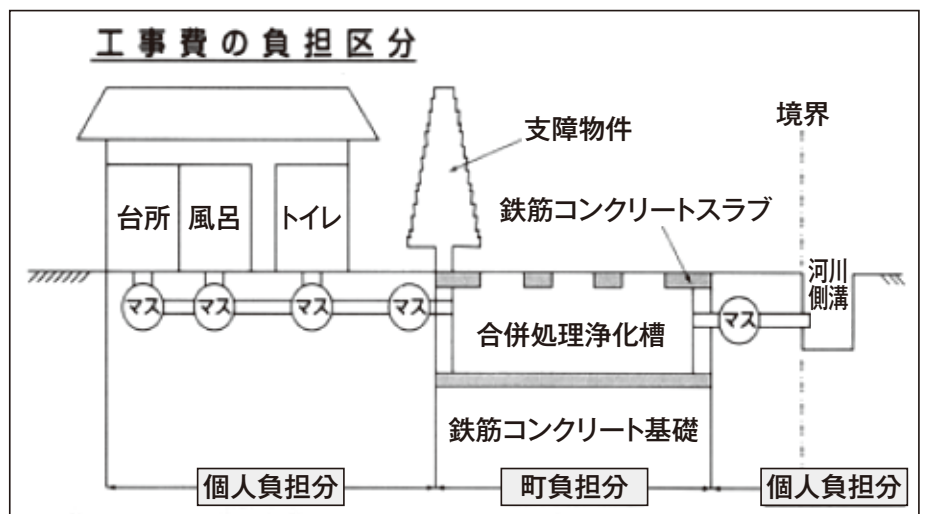 工事費の負担区分
支障物件
境界
鉄筋コンクリートスラブ
台所
風呂
トイレ
河川
側溝
マス
マス
マス
マス
マス
合併処理浄化槽
鉄筋コンクリート基礎
個人負担分
町負担分
個人負担分